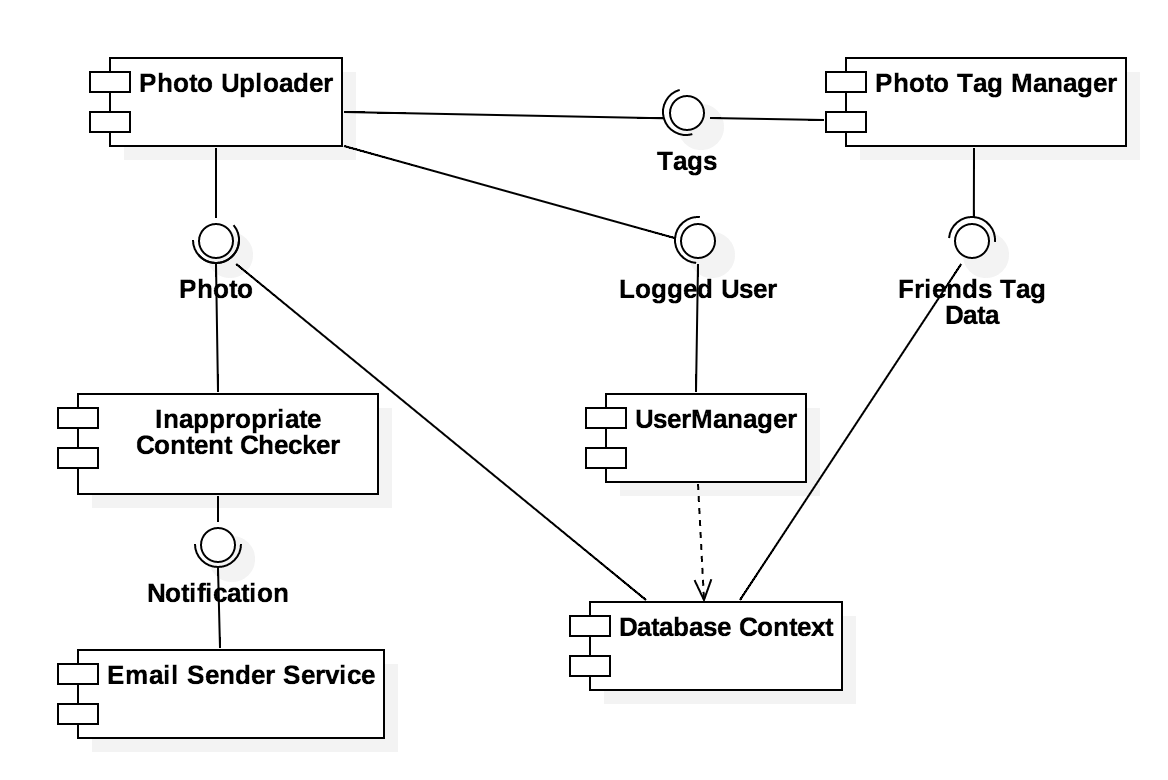 Photo Uploader
Photo Tag Manager
Tags
Photo
Logged User
Friends Tag
Data
Inappropriate
Content Checker
UserManager
Notification
Database Context
Email Sender Service